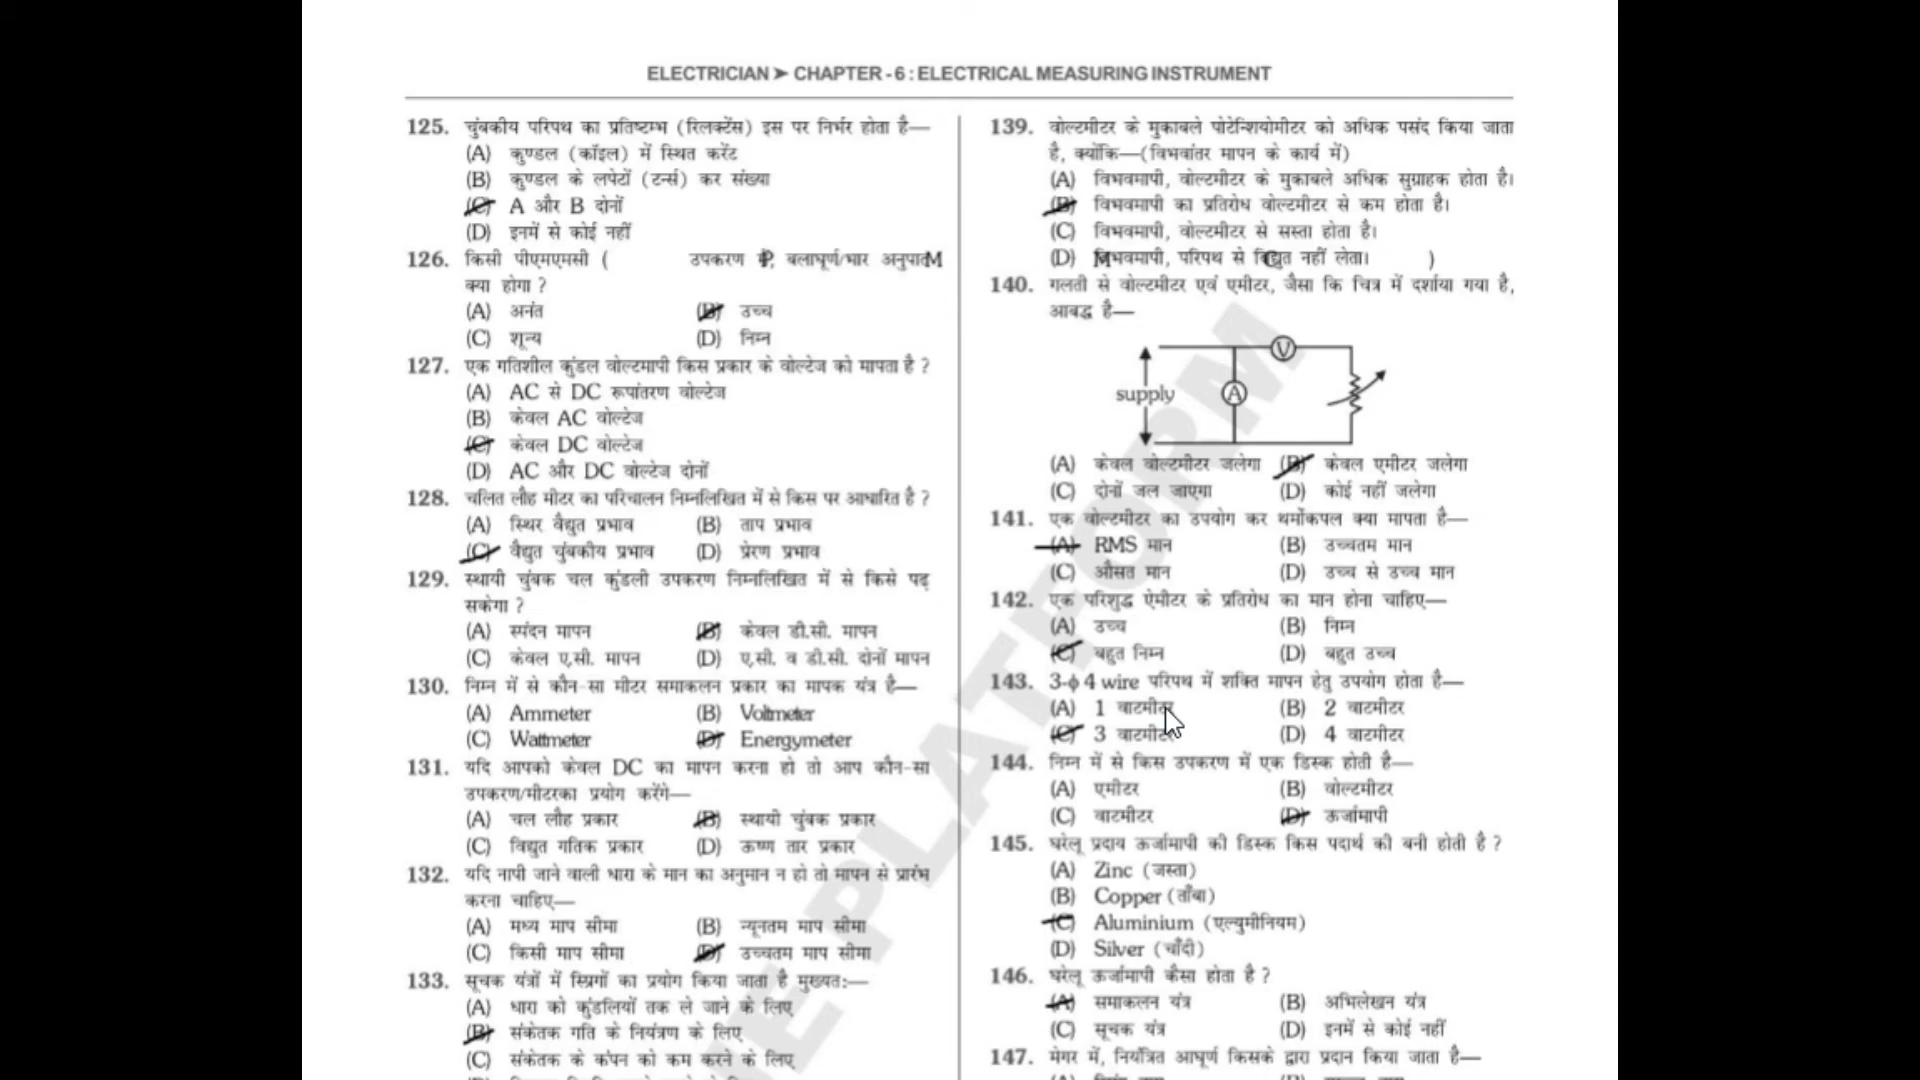 ELECTRICIAN ➤ CHAPTER - 6 : ELECTRICAL MEASURING INSTRUMENT
125. चुंबकीय परिपथ का प्रतिष्टम्भ (रिलक्टेंस) इस पर निर्भर होता है—
(A) कुण्डल (कॉइल) में स्थित करेंट
(B) कुण्डल के लपेटों (टर्न्स) कर संख्या
(C) A और B दोनों
(D) इनमें से कोई नहीं
126. किसी पीएमएमसी ( उपकरण में, बलाघूर्ण/भार अनुपात
क्या होगा ?
(A) अनंत (B) उच्च
(C) शून्य (D) निम्न
127. एक गतिशील कुंडल वोल्टमापी किस प्रकार के वोल्टेज को मापता है ?
(A) AC से DC रूपांतरण वोल्टेज
(B) केवल AC वोल्टेज
(C) केवल DC वोल्टेज
(D) AC और DC वोल्टेज दोनों
128. चलित लौह मीटर का परिचालन निम्नलिखित में से किस पर आधारित है ?
(A) स्थिर वैद्युत प्रभाव (B) ताप प्रभाव
(C) वैद्युत चुंबकीय प्रभाव (D) प्रेरण प्रभाव
129. स्थायी चुंबक चल कुंडली उपकरण निम्नलिखित में से किसे पढ़
सकेगा ?
(A) स्पंदन मापन (B) केवल डी.सी. मापन
(C) केवल ए.सी. मापन (D) ए.सी. व डी.सी. दोनों मापन
130. निम्न में से कौन-सा मीटर समाकलन प्रकार का मापक यंत्र है—
(A) Ammeter (B) Voltmeter
(C) Wattmeter (D) Energymeter
131. यदि आपको केवल DC का मापन करना हो तो आप कौन-सा
उपकरण/मीटरका प्रयोग करेंगे—
(A) चल लौह प्रकार (B) स्थायी चुंबक प्रकार
(C) विद्युत गतिक प्रकार (D) ऊष्ण तार प्रकार
132. यदि नापी जाने वाली धारा के मान का अनुमान न हो तो मापन से प्रारंभ
करना चाहिए—
(A) मध्य माप सीमा (B) न्यूनतम माप सीमा
(C) किसी माप सीमा (D) उच्चतम माप सीमा
133. सूचक यंत्रों में स्प्रिंगों का प्रयोग किया जाता है मुख्यत:—
(A) धारा को कुंडलियों तक ले जाने के लिए
(B) संकेतक गति के नियंत्रण के लिए
(C) संकेतक के कंपन को कम करने के लिए
139. वोल्टमीटर के मुकाबले पोटेन्शियोमीटर को अधिक पसंद किया जाता
है, क्योंकि—(विभवांतर मापन के कार्य में)
(A) विभवमापी, वोल्टमीटर के मुकाबले अधिक सुग्राहक होता है।
(B) विभवमापी का प्रतिरोध वोल्टमीटर से कम होता है।
(C) विभवमापी, वोल्टमीटर से सस्ता होता है।
(D) विभवमापी, परिपथ से विद्युत नहीं लेता। )
140. गलती से वोल्टमीटर एवं एमीटर, जैसा कि चित्र में दर्शाया गया है,
आबद्ध है—
V
supply A
(A) केवल वोल्टमीटर जलेगा (B) केवल एमीटर जलेगा
(C) दोनों जल जाएगा (D) कोई नहीं जलेगा
141. एक वोल्टमीटर का उपयोग कर थर्मोकपल क्या मापता है—
(A) RMS मान (B) उच्चतम मान
(C) औसत मान (D) उच्च से उच्च मान
142. एक परिशुद्ध ऐमीटर के प्रतिरोध का मान होना चाहिए—
(A) उच्च (B) निम्न
(C) बहुत निम्न (D) बहुत उच्च
143. 3-ϕ 4 wire परिपथ में शक्ति मापन हेतु उपयोग होता है—
(A) 1 वाटमीटर (B) 2 वाटमीटर
(C) 3 वाटमीटर (D) 4 वाटमीटर
144. निम्न में से किस उपकरण में एक डिस्क होती है—
(A) एमीटर (B) वोल्टमीटर
(C) वाटमीटर (D) ऊर्जामापी
145. घरेलू प्रदाय ऊर्जामापी की डिस्क किस पदार्थ की बनी होती है ?
(A) Zinc (जस्ता)
(B) Copper (ताँबा)
(C) Aluminium (एल्युमीनियम)
(D) Silver (चाँदी)
146. घरेलू ऊर्जामापी कैसा होता है ?
(A) समाकलन यंत्र (B) अभिलेखन यंत्र
(C) सूचक यंत्र (D) इनमें से कोई नहीं
147. मेगर में, नियंत्रित आघूर्ण किसके द्वारा प्रदान किया जाता है—
PLATFORM